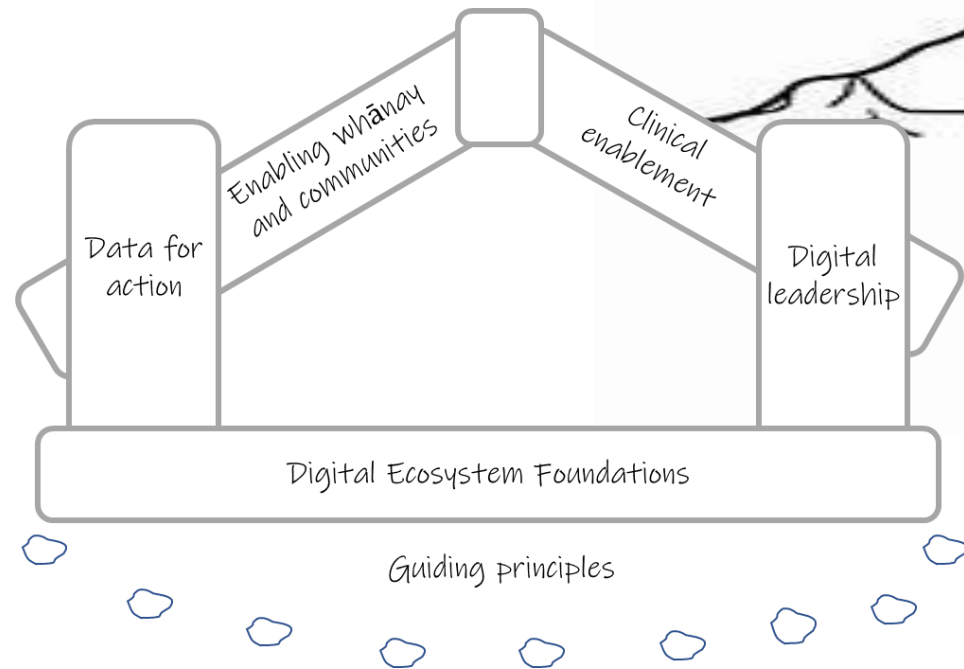 Enabling whānay
and communities
Clinical
enablement
Data for
action
Digital
leadership
Digital Ecosystem Foundations
Guiding principles